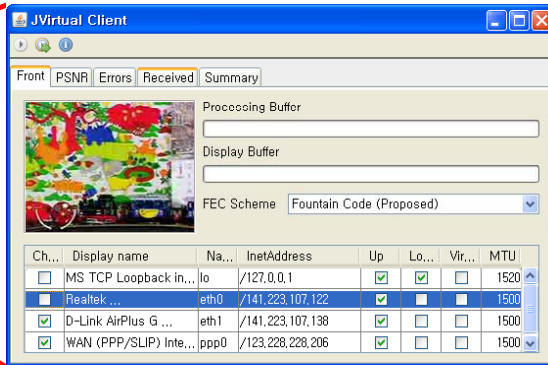 JVirtual Client
Front PSNR Errors Received Summary
Processing Buffer
Display Buffer
FEC Scheme Fountain Code (Proposed)
Ch... Display name Na... InetAddress Up Lo... Vir... MTU
MS TCP Loopback in... lo /127.0.0.1 1520
Realtek ... eth0 /141.223.107.122 1500
D-Link AirPlus G ... eth1 /141.223.107.138 1500
WAN (PPP/SLIP) Inte... ppp0 /123.228.228.206 1500